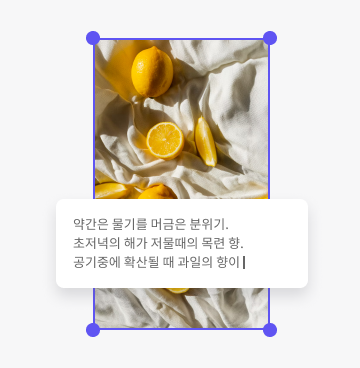 약간은 물기를 머금은 분위기.
초저녁의 해가 저물때의 목련 향.
공기중에 확산될 때 과일의 향이